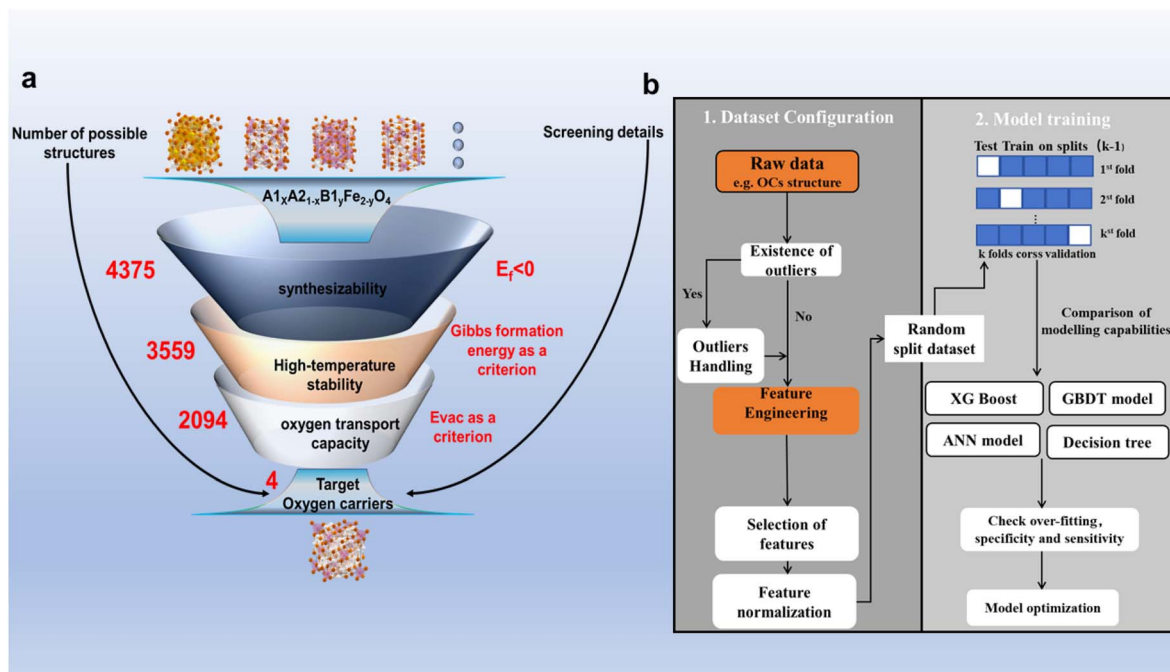 a
Number of possible
structures
Screening details
A1ₓA2₁₋ₓB1ᵧFe₂₋ᵧO₄
4375
synthesizability
E_f<0
3559
High-temperature
stability
Gibbs formation
energy as a
criterion
2094
oxygen transport
capacity
Evac as a
criterion
4
Target
Oxygen carriers
b
1. Dataset Configuration
Raw data
e.g. OCs structure
Existence of
outliers
Yes
No
Outliers
Handling
Feature
Engineering
Selection of
features
Feature
normalization
Random
split dataset
2. Model training
Test Train on splits (k-1)
1st fold
2st fold
⋮
kst fold
k folds corss validation
Comparison of
modelling capabilities
XG Boost
GBDT model
ANN model
Decision tree
Check over-fitting,
specificity and sensitivity
Model optimization